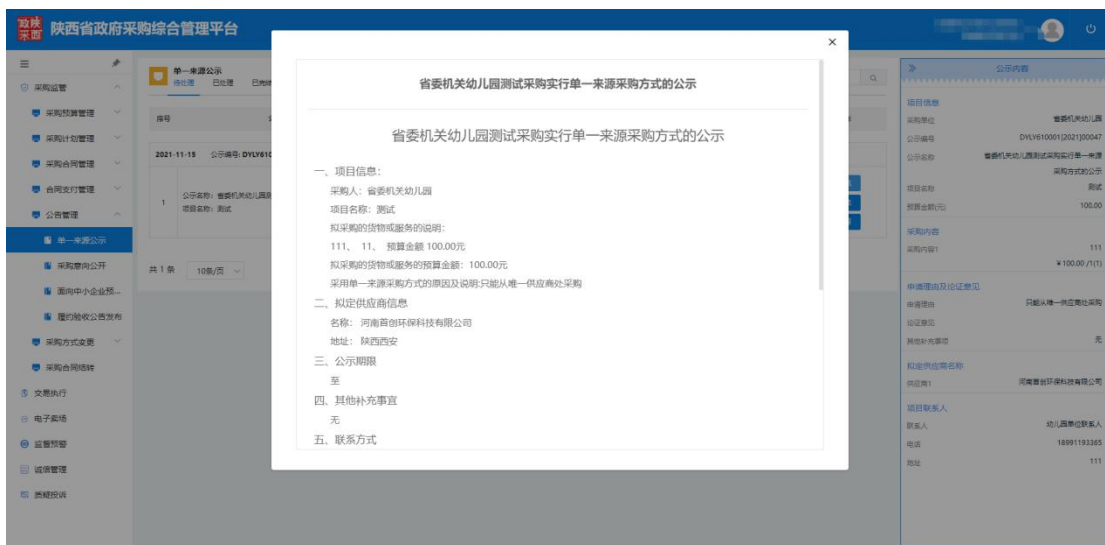 政陕
采西
陕西省政府采购综合管理平台
采购监管
采购预算管理
采购计划管理
采购合同管理
合同支付管理
公告管理
单一来源公示
采购意向公开
面向中小企业预...
履约验收公告发布
采购方式变更
采购合同结转
交易执行
电子卖场
监管预警
诚信管理
质疑投诉
单一来源公示
待处理 已处理
序号
2021-11-15 公示编号: DYLY610
1
公示名称: 省委机关幼儿园测
项目名称: 测试
共 1 条 10条/页
×
省委机关幼儿园测试采购实行单一来源采购方式的公示
省委机关幼儿园测试采购实行单一来源采购方式的公示
一、项目信息:
采购人: 省委机关幼儿园
项目名称: 测试
拟采购的货物或服务的说明:
111、 11、 预算金额 100.00元
拟采购的货物或服务的预算金额: 100.00元
采用单一来源采购方式的原因及说明:只能从唯一供应商处采购
二、拟定供应商信息
名称: 河南首创环保科技有限公司
地址: 陕西西安
三、公示期限
至
四、其他补充事宜
无
五、联系方式
公示内容
项目信息
采购单位 省委机关幼儿园
公示编号 DYLY610001[2021]00047
公示名称 省委机关幼儿园测试采购实行单一来源
采购方式的公示
项目名称 测试
预算金额(元) 100.00
采购内容
采购内容1 111
¥ 100.00 /1(1)
申请理由及论证意见
申请理由 只能从唯一供应商处采购
论证意见
其他补充事项 无
拟定供应商名称
供应商1 河南首创环保科技有限公司
项目联系人
联系人 幼儿园单位联系人
电话 18991193365
地址 111